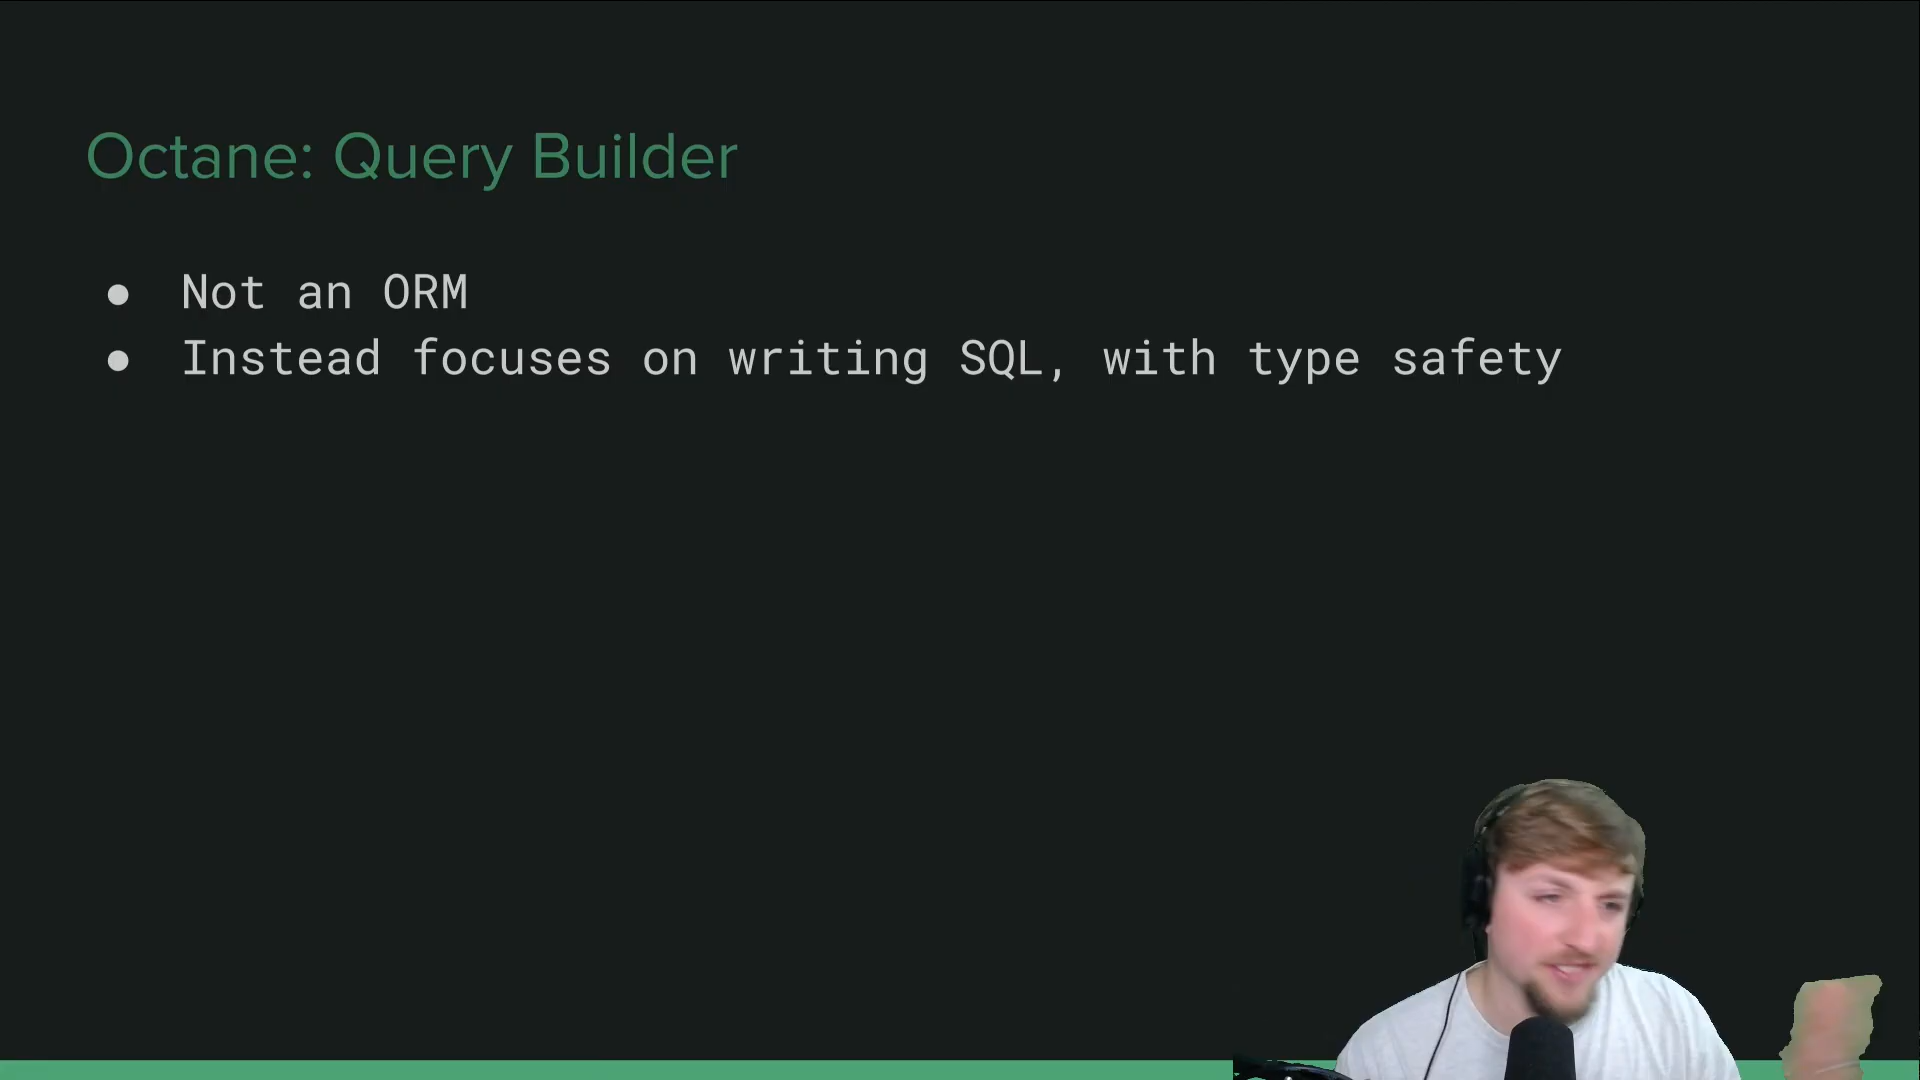 Octane: Query Builder
● Not an ORM
● Instead focuses on writing SQL, with type safety